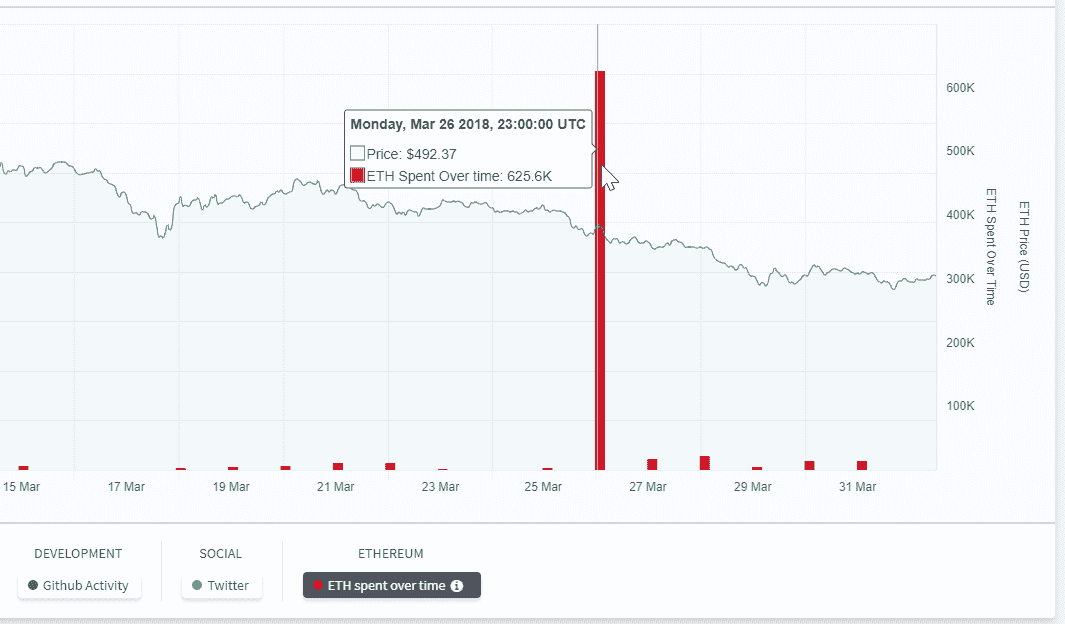 Monday, Mar 26 2018, 23:00:00 UTC
Price: $492.37
ETH Spent Over time: 625.6K
600K
500K
400K
300K
200K
100K
ETH Spent Over Time
ETH Price (USD)
15 Mar
17 Mar
19 Mar
21 Mar
23 Mar
25 Mar
27 Mar
29 Mar
31 Mar
DEVELOPMENT
Github Activity
SOCIAL
Twitter
ETHEREUM
ETH spent over time